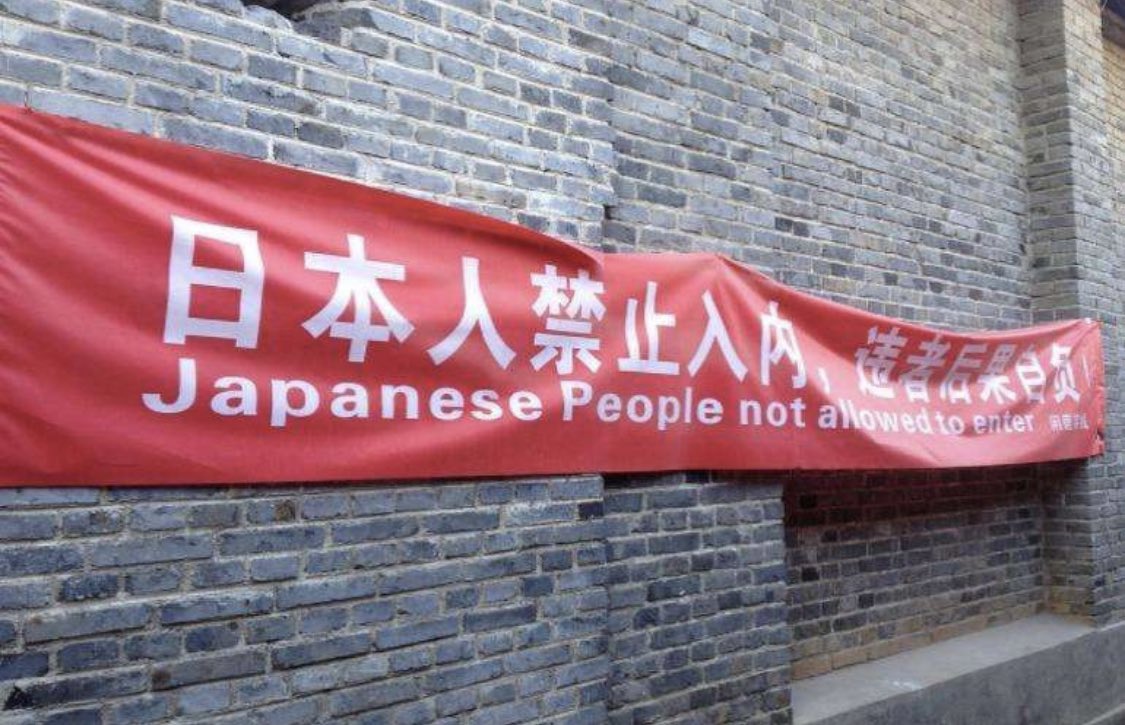 日本人禁止入内，违者后果自负！
Japanese People not allowed to enter